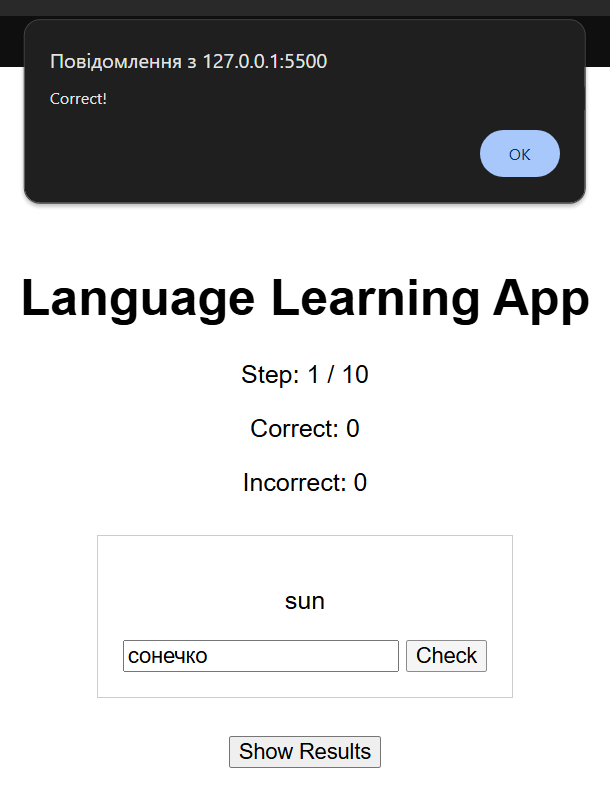 Повідомлення з 127.0.0.1:5500
Correct!
OK
Language Learning App
Step: 1 / 10
Correct: 0
Incorrect: 0
sun
сонечко
Check
Show Results